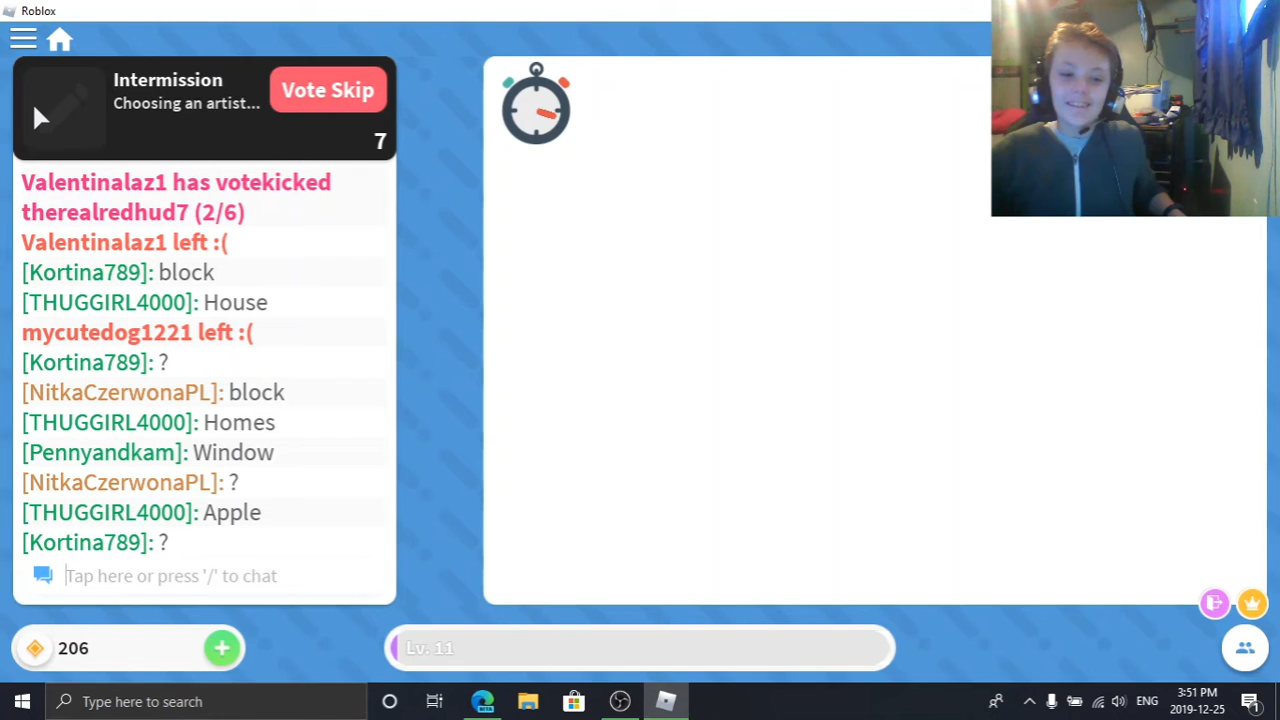 Roblox
Intermission
Choosing an artist...
Vote Skip
7
Valentinalaz1 has votekicked
therealredhud7 (2/6)
Valentinalaz1 left :(
[Kortina789]: block
[THUGGIRL4000]: House
mycutedog1221 left :(
[Kortina789]: ?
[NitkaCzerwonaPL]: block
[THUGGIRL4000]: Homes
[Pennyandkam]: Window
[NitkaCzerwonaPL]: ?
[THUGGIRL4000]: Apple
[Kortina789]: ?
Tap here or press '/' to chat
206
Lv. 11
Type here to search
BETA
ENG
3:51 PM
2019-12-25
1